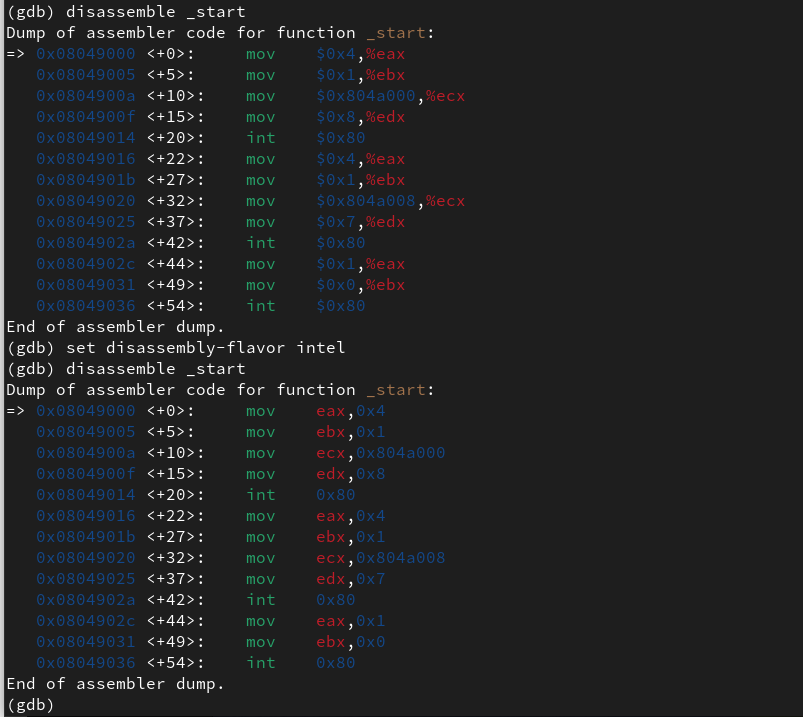 (gdb) disassemble _start
Dump of assembler code for function _start:
=> 0x08049000 <+0>:     mov    $0x4,%eax
   0x08049005 <+5>:     mov    $0x1,%ebx
   0x0804900a <+10>:    mov    $0x804a000,%ecx
   0x0804900f <+15>:    mov    $0x8,%edx
   0x08049014 <+20>:    int    $0x80
   0x08049016 <+22>:    mov    $0x4,%eax
   0x0804901b <+27>:    mov    $0x1,%ebx
   0x08049020 <+32>:    mov    $0x804a008,%ecx
   0x08049025 <+37>:    mov    $0x7,%edx
   0x0804902a <+42>:    int    $0x80
   0x0804902c <+44>:    mov    $0x1,%eax
   0x08049031 <+49>:    mov    $0x0,%ebx
   0x08049036 <+54>:    int    $0x80
End of assembler dump.
(gdb) set disassembly-flavor intel
(gdb) disassemble _start
Dump of assembler code for function _start:
=> 0x08049000 <+0>:     mov    eax,0x4
   0x08049005 <+5>:     mov    ebx,0x1
   0x0804900a <+10>:    mov    ecx,0x804a000
   0x0804900f <+15>:    mov    edx,0x8
   0x08049014 <+20>:    int    0x80
   0x08049016 <+22>:    mov    eax,0x4
   0x0804901b <+27>:    mov    ebx,0x1
   0x08049020 <+32>:    mov    ecx,0x804a008
   0x08049025 <+37>:    mov    edx,0x7
   0x0804902a <+42>:    int    0x80
   0x0804902c <+44>:    mov    eax,0x1
   0x08049031 <+49>:    mov    ebx,0x0
   0x08049036 <+54>:    int    0x80
End of assembler dump.
(gdb)